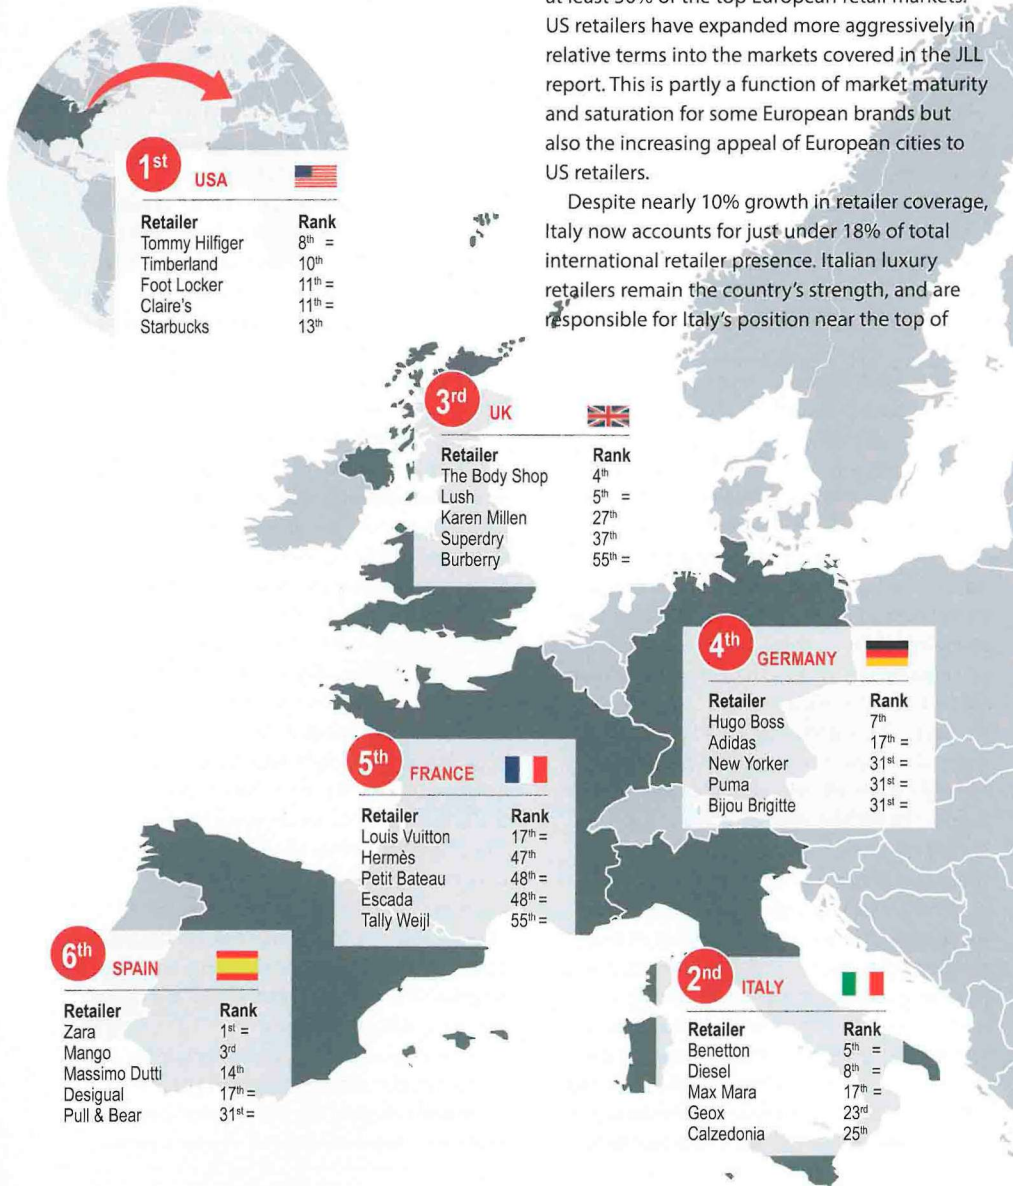 US retailers have expanded more aggressively in
relative terms into the markets covered in the JLL
report. This is partly a function of market maturity
and saturation for some European brands but
also the increasing appeal of European cities to
US retailers.
Despite nearly 10% growth in retailer coverage,
Italy now accounts for just under 18% of total
international retailer presence. Italian luxury
retailers remain the country's strength, and are
responsible for Italy's position near the top of
1st USA
Retailer Rank
Tommy Hilfiger 8th =
Timberland 10th
Foot Locker 11th =
Claire's 11th =
Starbucks 13th
3rd UK
Retailer Rank
The Body Shop 4th
Lush 5th =
Karen Millen 27th
Superdry 37th
Burberry 55th =
4th GERMANY
Retailer Rank
Hugo Boss 7th
Adidas 17th =
New Yorker 31st =
Puma 31st =
Bijou Brigitte 31st =
5th FRANCE
Retailer Rank
Louis Vuitton 17th =
Hermès 47th
Petit Bateau 48th =
Escada 48th =
Tally Weijl 55th =
6th SPAIN
Retailer Rank
Zara 1st =
Mango 3rd
Massimo Dutti 14th
Desigual 17th =
Pull & Bear 31st =
2nd ITALY
Retailer Rank
Benetton 5th =
Diesel 8th =
Max Mara 17th =
Geox 23rd
Calzedonia 25th